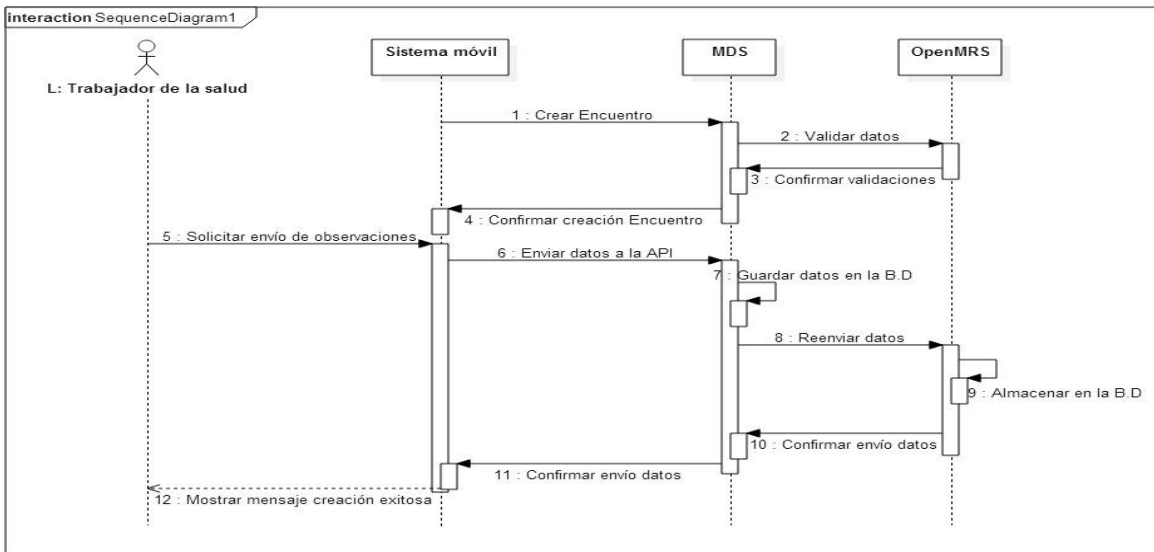 interaction SequenceDiagram1
L: Trabajador de la salud
Sistema móvil
MDS
OpenMRS
1 : Crear Encuentro
2 : Validar datos
3 : Confirmar validaciones
4 : Confirmar creación Encuentro
5 : Solicitar envío de observaciones
6 : Enviar datos a la API
7 : Guardar datos en la B.D
8 : Reenviar datos
9 : Almacenar en la B.D
10 : Confirmar envío datos
11 : Confirmar envío datos
12 : Mostrar mensaje creación exitosa